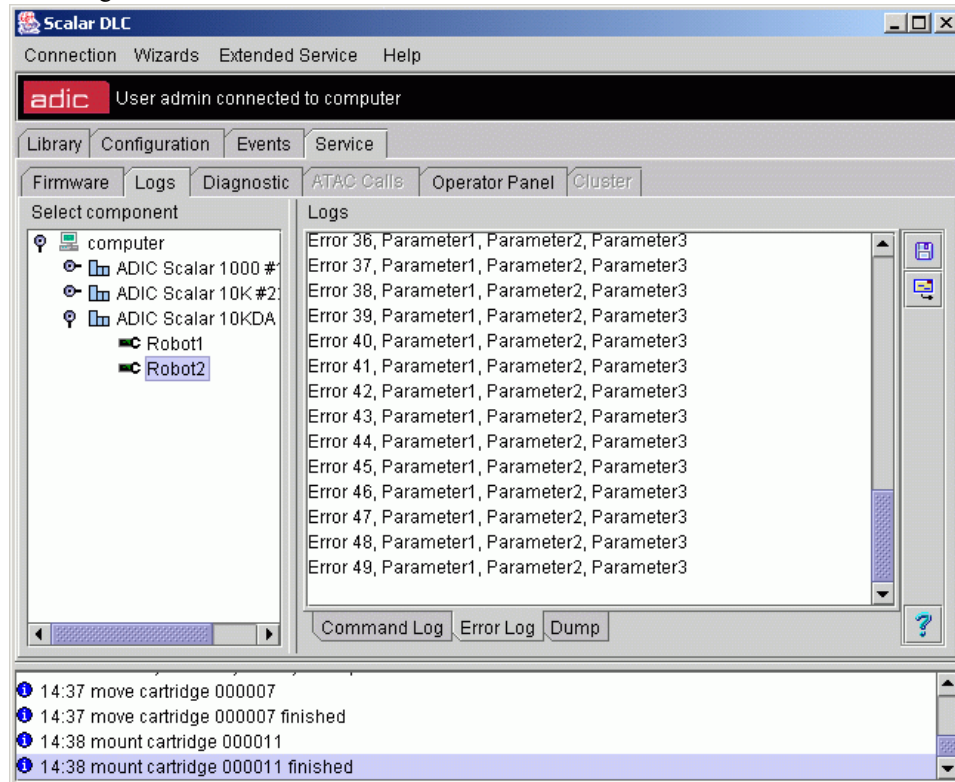 Scalar DLC
Connection Wizards Extended Service Help
adic User admin connected to computer
Library Configuration Events Service
Firmware Logs Diagnostic ATAC Calls Operator Panel Cluster
Select component
computer
ADIC Scalar 1000 #1
ADIC Scalar 10K #2
ADIC Scalar 10KDA
Robot1
Robot2
Logs
Error 36, Parameter1, Parameter2, Parameter3
Error 37, Parameter1, Parameter2, Parameter3
Error 38, Parameter1, Parameter2, Parameter3
Error 39, Parameter1, Parameter2, Parameter3
Error 40, Parameter1, Parameter2, Parameter3
Error 41, Parameter1, Parameter2, Parameter3
Error 42, Parameter1, Parameter2, Parameter3
Error 43, Parameter1, Parameter2, Parameter3
Error 44, Parameter1, Parameter2, Parameter3
Error 45, Parameter1, Parameter2, Parameter3
Error 46, Parameter1, Parameter2, Parameter3
Error 47, Parameter1, Parameter2, Parameter3
Error 48, Parameter1, Parameter2, Parameter3
Error 49, Parameter1, Parameter2, Parameter3
Command Log Error Log Dump
14:37 move cartridge 000007
14:37 move cartridge 000007 finished
14:38 mount cartridge 000011
14:38 mount cartridge 000011 finished